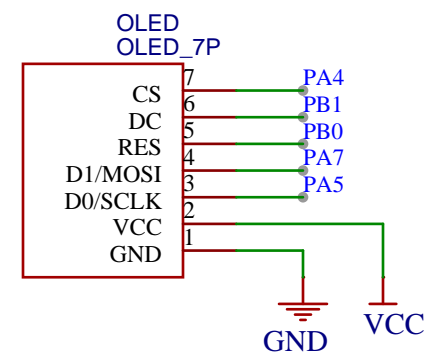 OLED
OLED_7P
CS 7 PA4
DC 6 PB1
RES 5 PB0
D1/MOSI 4 PA7
D0/SCLK 3 PA5
VCC 2
GND 1
GND VCC